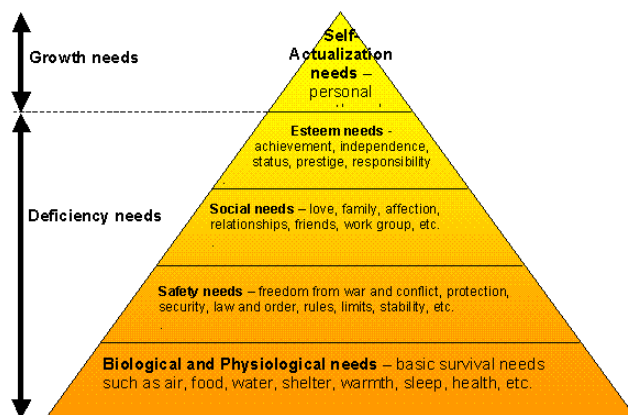 Growth needs
Self-
Actualization
needs –
personal
Esteem needs -
achievement, independence,
status, prestige, responsibility
Deficiency needs
Social needs – love, family, affection,
relationships, friends, work group, etc.
Safety needs – freedom from war and conflict, protection,
security, law and order, rules, limits, stability, etc.
Biological and Physiological needs – basic survival needs
such as air, food, water, shelter, warmth, sleep, health, etc.